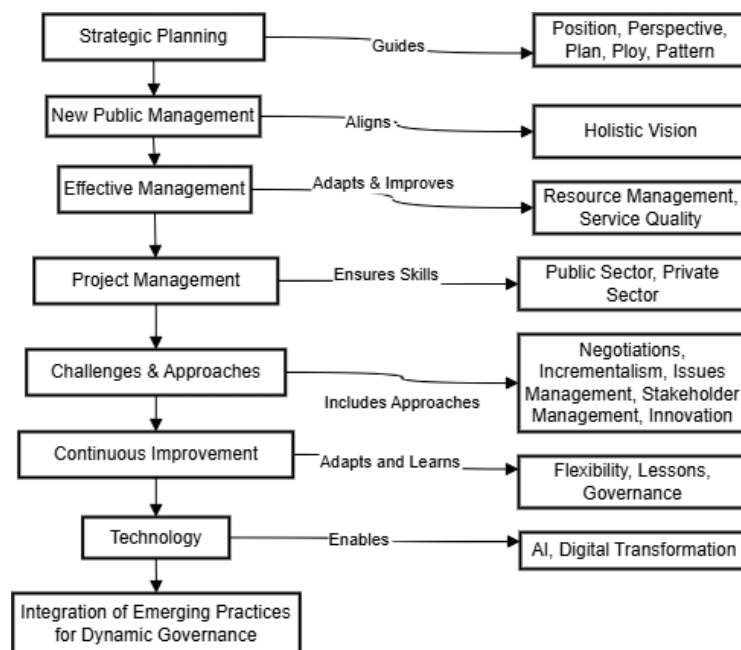 Strategic Planning
Guides
Position, Perspective,
Plan, Ploy, Pattern
New Public Management
Aligns
Holistic Vision
Effective Management
Adapts & Improves
Resource Management,
Service Quality
Project Management
Ensures Skills
Public Sector, Private
Sector
Challenges & Approaches
Includes Approaches
Negotiations,
Incrementalism, Issues
Management, Stakeholder
Management, Innovation
Continuous Improvement
Adapts and Learns
Flexibility, Lessons,
Governance
Technology
Enables
AI, Digital Transformation
Integration of Emerging Practices
for Dynamic Governance